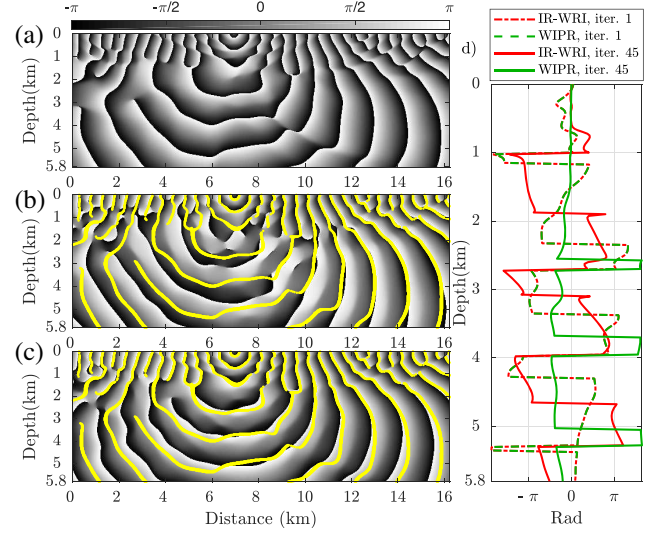 -π -π/2 0 π/2 π
(a)
0
1
2
3
4
5
5.8
Depth(km)
0 2 4 6 8 10 12 14 16
(b)
0
1
2
3
4
5
5.8
Depth(km)
0 2 4 6 8 10 12 14 16
(c)
0
1
2
3
4
5
5.8
Depth(km)
0 2 4 6 8 10 12 14 16
Distance (km)
d)
IR-WRI, iter. 1
WIPR, iter. 1
IR-WRI, iter. 45
WIPR, iter. 45
0
1
2
3
4
5
5.8
Depth(km)
- π 0 π
Rad